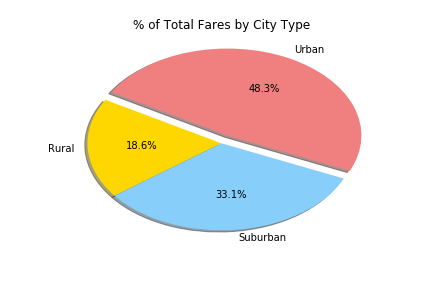 % of Total Fares by City Type
Urban
48.3%
Rural
18.6%
33.1%
Suburban